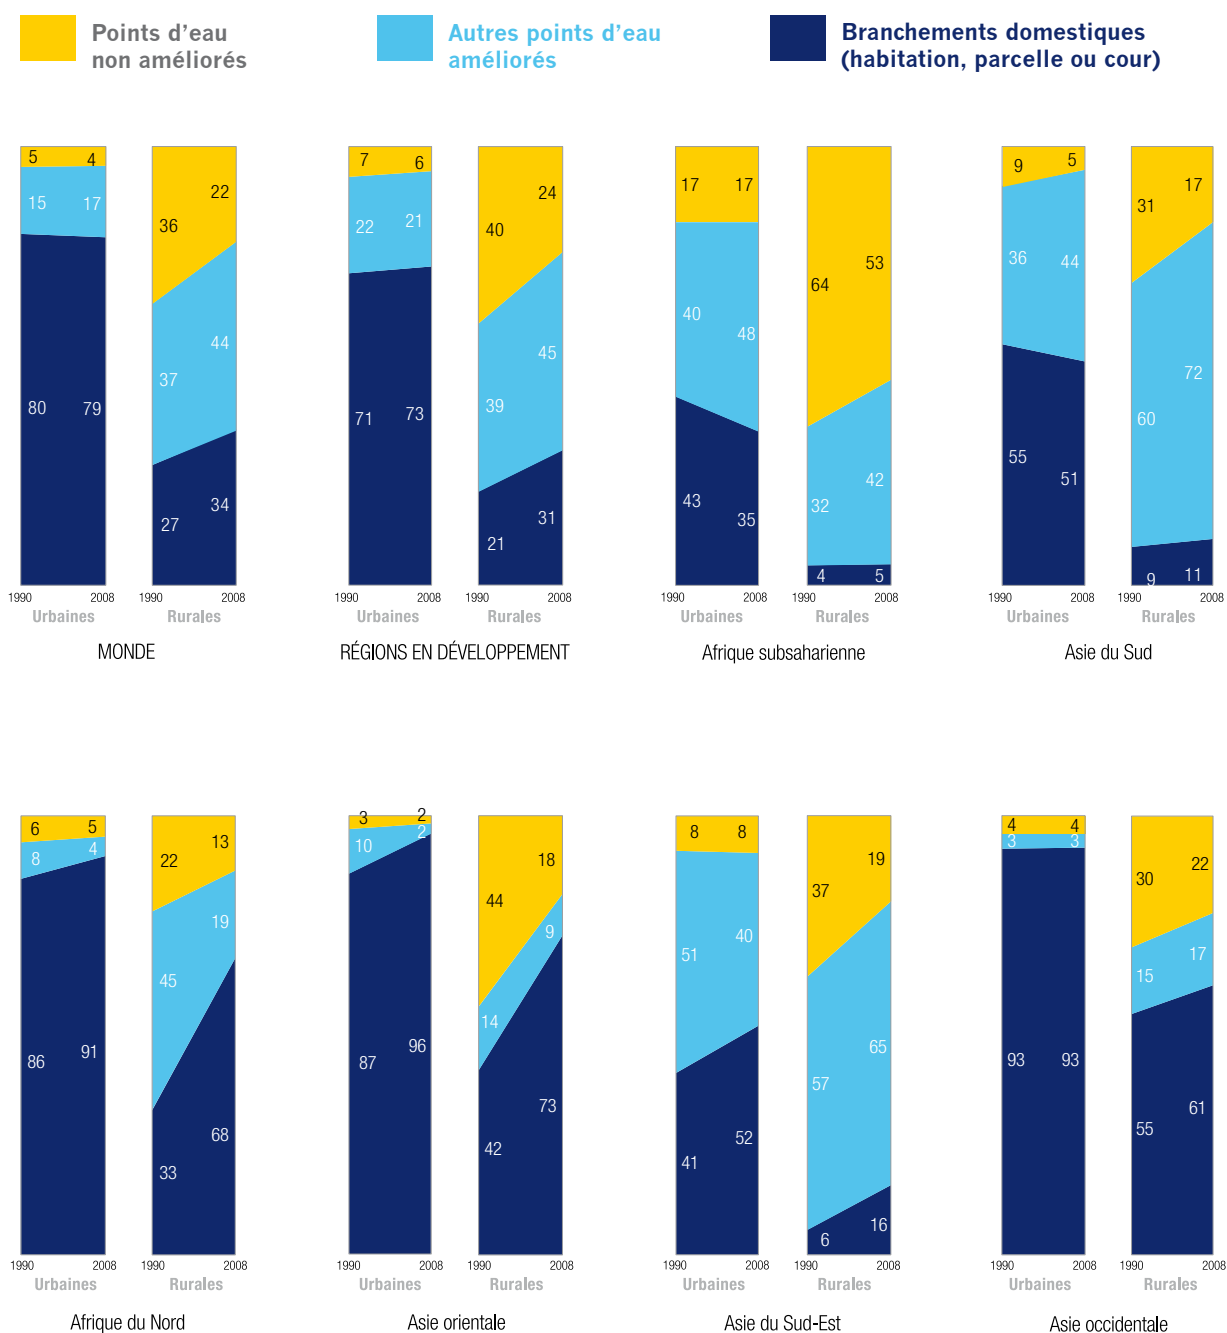 Points d'eau
non améliorés
Autres points d'eau
améliorés
Branchements domestiques
(habitation, parcelle ou cour)
5 4
15 17
80 79
1990 2008
Urbaines
22
36
44
37
34
27
1990 2008
Rurales
MONDE
7 6
22 21
71 73
1990 2008
Urbaines
24
40
45
39
31
21
1990 2008
Rurales
RÉGIONS EN DÉVELOPPEMENT
17 17
40 48
43 35
1990 2008
Urbaines
53
64
42
32
4 5
1990 2008
Rurales
Afrique subsaharienne
9 5
36 44
55 51
1990 2008
Urbaines
17
31
72
60
9 11
1990 2008
Rurales
Asie du Sud
6 5
8 4
86 91
1990 2008
Urbaines
13
22
19
45
68
33
1990 2008
Rurales
Afrique du Nord
3 2
10 2
87 96
1990 2008
Urbaines
18
44
9
14
73
42
1990 2008
Rurales
Asie orientale
8 8
51 40
41 52
1990 2008
Urbaines
19
37
65
57
16
6
1990 2008
Rurales
Asie du Sud-Est
4 4
3 3
93 93
1990 2008
Urbaines
22
30
17
15
61
55
1990 2008
Rurales
Asie occidentale